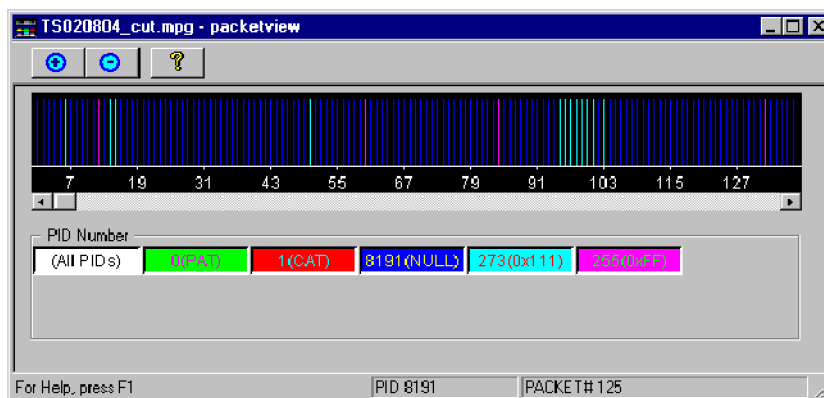 TS020804_cut.mpg - packetview
7 19 31 43 55 67 79 91 103 115 127
PID Number
(All PIDs) 0(PAT) 1(CAT) 8191(NULL) 273(0x111) 255(0xFF)
For Help, press F1 PID 8191 PACKET# 125